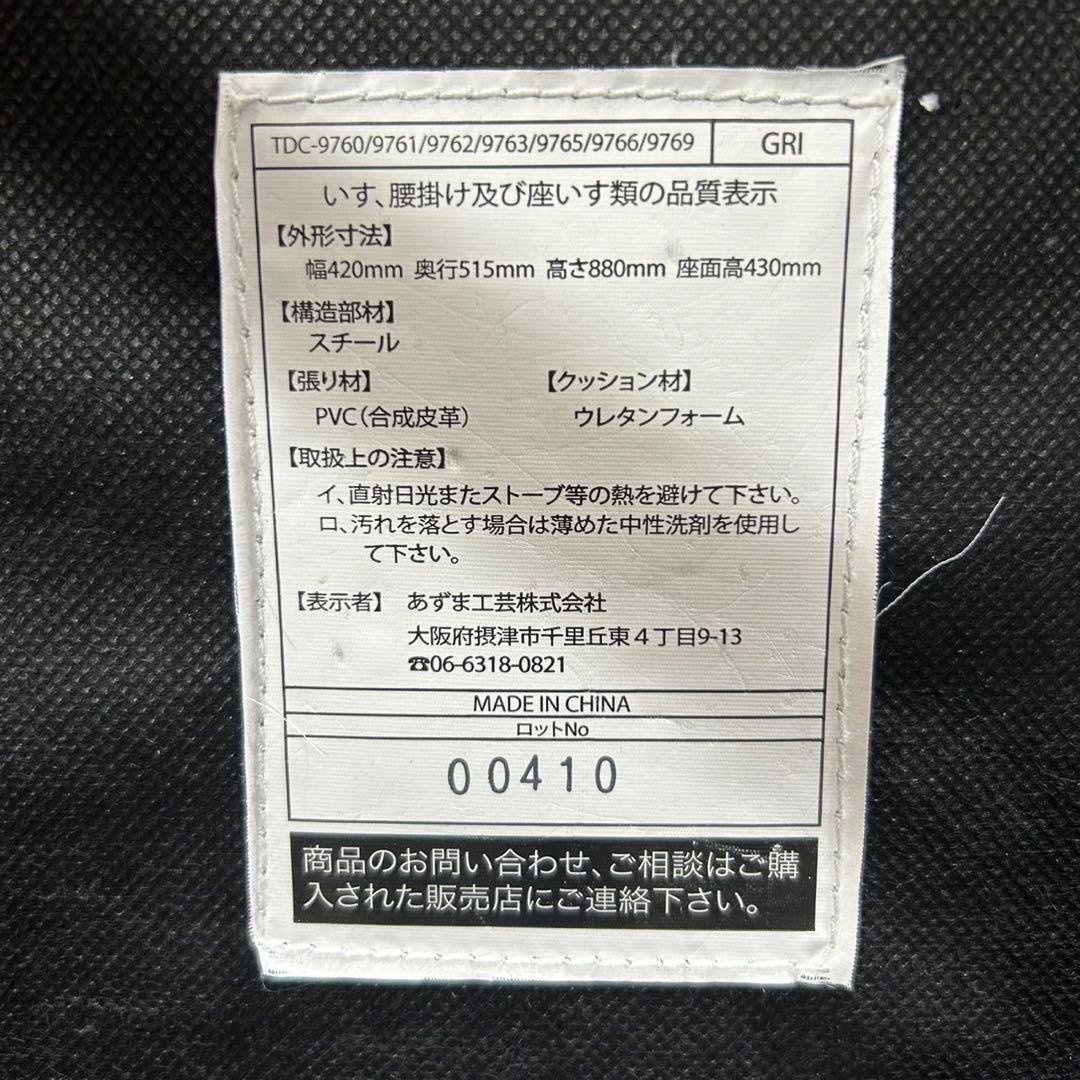 TDC-9760/9761/9762/9763/9765/9766/9769 GRI
いす、腰掛け及び座いす類の品質表示
【外形寸法】
幅420mm 奥行515mm 高さ880mm 座面高430mm
【構造部材】
スチール
【張り材】 【クッション材】
PVC(合成皮革) ウレタンフォーム
【取扱上の注意】
イ、直射日光またストーブ等の熱を避けて下さい。
ロ、汚れを落とす場合は薄めた中性洗剤を使用し
て下さい。
【表示者】 あずま工芸株式会社
大阪府摂津市千里丘東4丁目9-13
☎06-6318-0821
MADE IN CHINA
ロットNo
00410
商品のお問い合わせ、ご相談はご購
入された販売店にご連絡下さい。